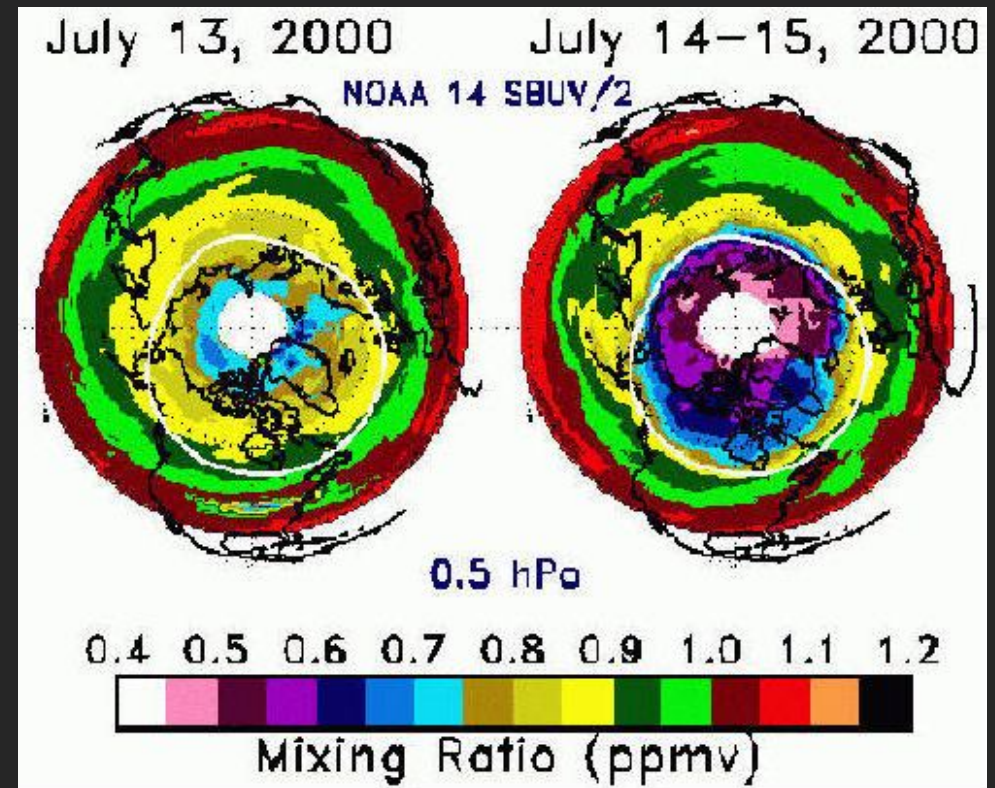 July 13, 2000 July 14-15, 2000
NOAA 14 SBUV/2
0.5 hPa
0.4 0.5 0.6 0.7 0.8 0.9 1.0 1.1 1.2
Mixing Ratio (ppmv)